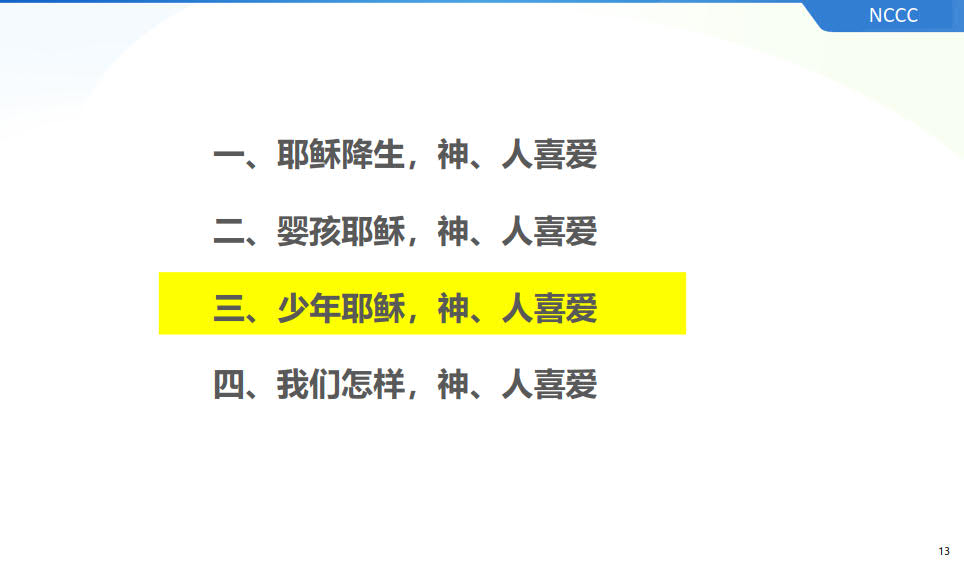 NCCC
一、耶稣降生，神、人喜爱
二、婴孩耶稣，神、人喜爱
三、少年耶稣，神、人喜爱
四、我们怎样，神、人喜爱
13